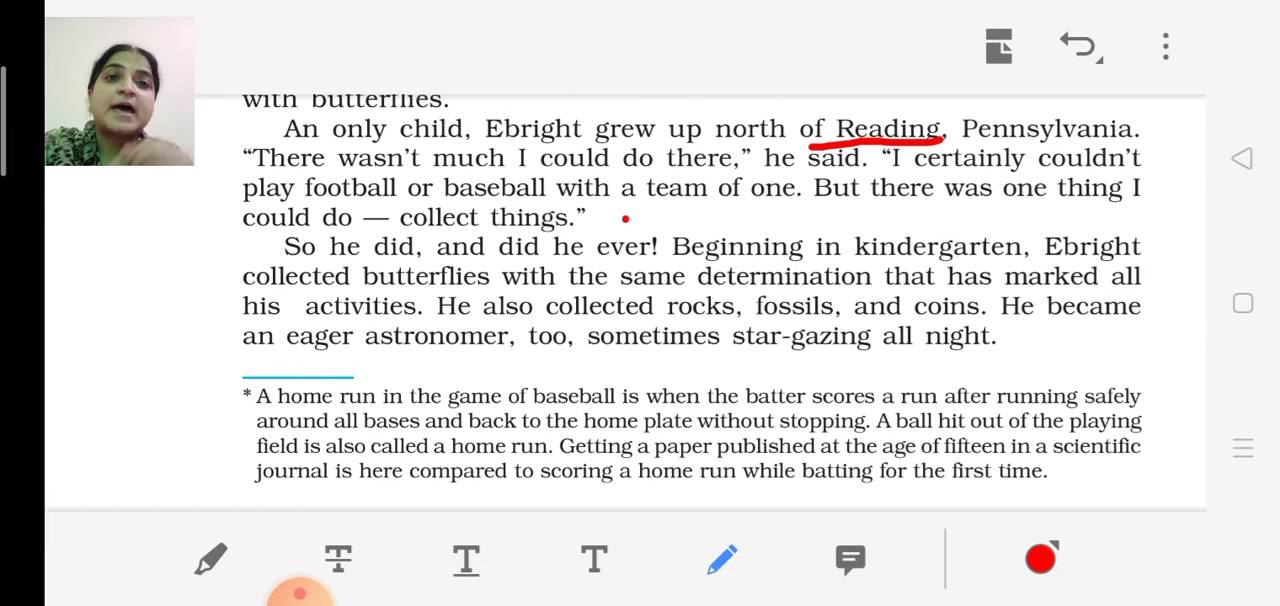 with butterflies.
An only child, Ebright grew up north of Reading, Pennsylvania.
“There wasn’t much I could do there,” he said. “I certainly couldn’t
play football or baseball with a team of one. But there was one thing I
could do — collect things.”
So he did, and did he ever! Beginning in kindergarten, Ebright
collected butterflies with the same determination that has marked all
his activities. He also collected rocks, fossils, and coins. He became
an eager astronomer, too, sometimes star-gazing all night.
* A home run in the game of baseball is when the batter scores a run after running safely
around all bases and back to the home plate without stopping. A ball hit out of the playing
field is also called a home run. Getting a paper published at the age of fifteen in a scientific
journal is here compared to scoring a home run while batting for the first time.
T T T